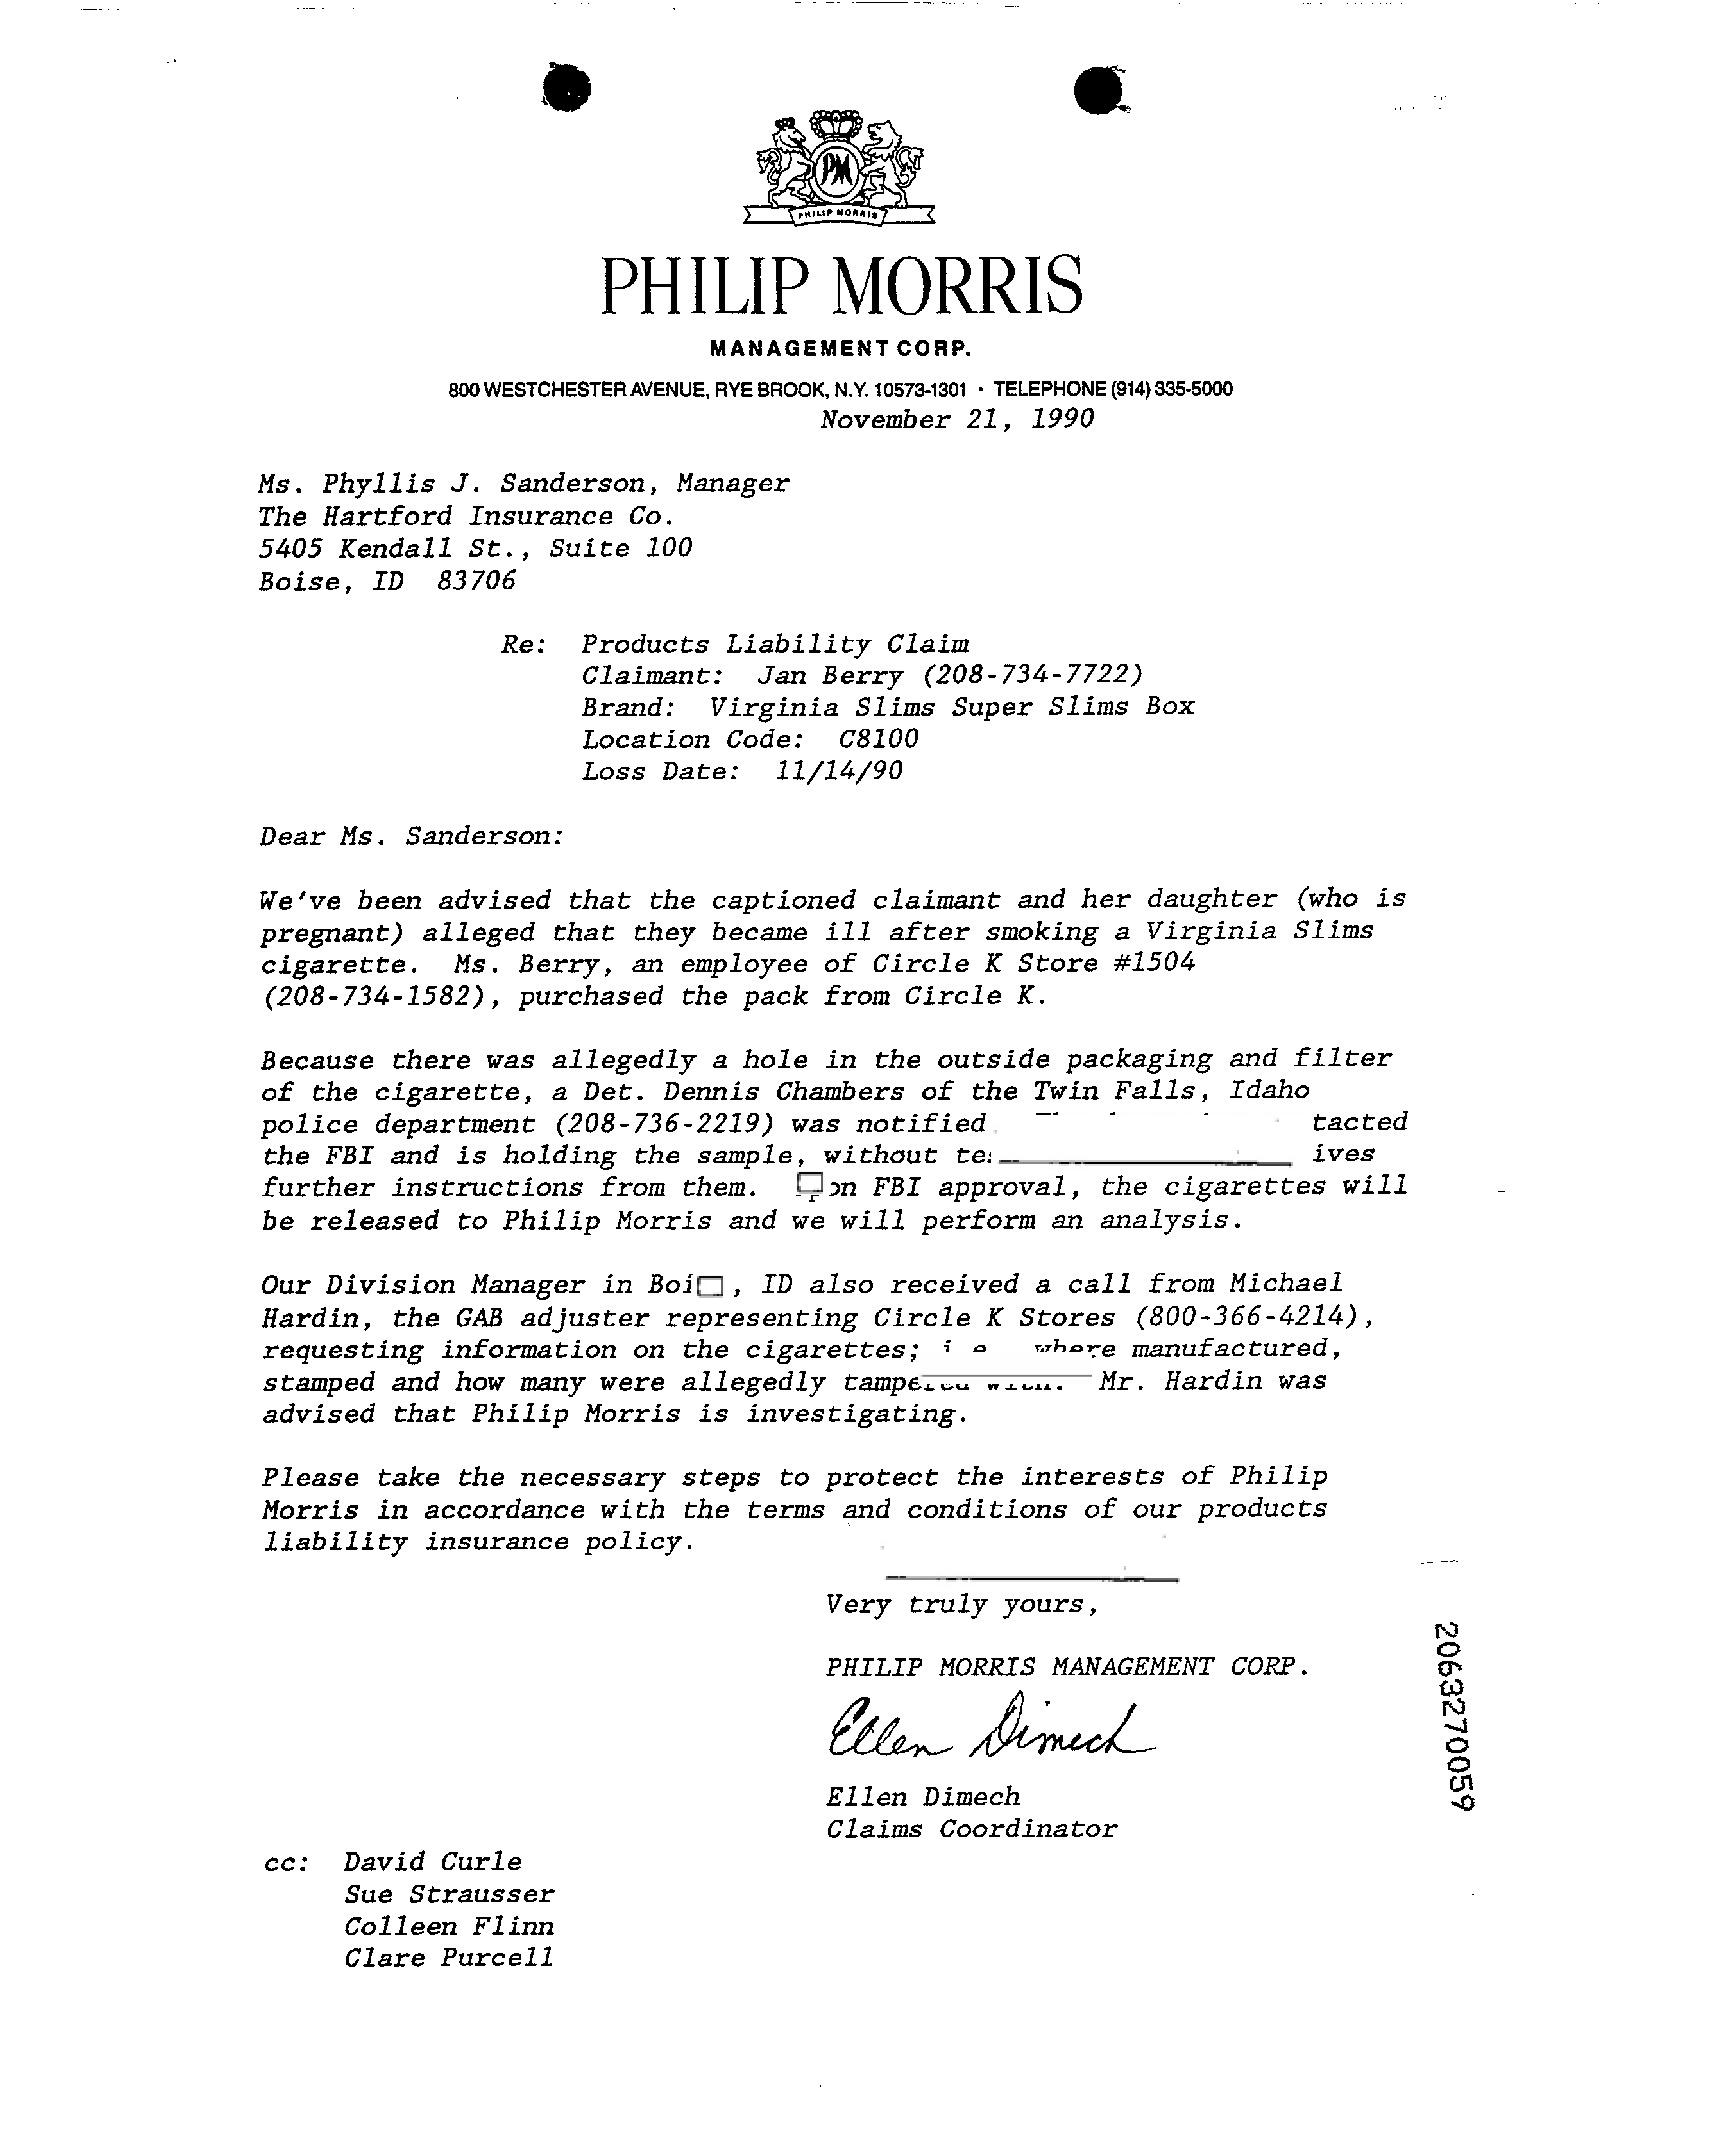 PM
PHILIP MORRIS
PHILIP MORRIS
MANAGEMENT CORP.
800 WESTCHESTER AVENUE, RYE BROOK, N.Y. 10573-1301 • TELEPHONE (914) 335-5000
November 21, 1990
Ms. Phyllis J. Sanderson, Manager
The Hartford Insurance Co.
5405 Kendall St., Suite 100
Boise, ID 83706
Re: Products Liability Claim
Claimant: Jan Berry (208-734-7722)
Brand: Virginia Slims Super Slims Box
Location Code: C8100
Loss Date: 11/14/90
Dear Ms. Sanderson:
We've been advised that the captioned claimant and her daughter (who is
pregnant) alleged that they became ill after smoking a Virginia Slims
cigarette. Ms. Berry, an employee of Circle K Store #1504
(208-734-1582), purchased the pack from Circle K.
Because there was allegedly a hole in the outside packaging and filter
of the cigarette, a Det. Dennis Chambers of the Twin Falls, Idaho
police department (208-736-2219) was notified tacted
the FBI and is holding the sample, without ives
further instructions from them. FBI approval, the cigarettes will
be released to Philip Morris and we will perform an analysis.
Our Division Manager in Boi , ID also received a call from Michael
Hardin, the GAB adjuster representing Circle K Stores (800-366-4214),
requesting information on the cigarettes; where manufactured,
stamped and how many were allegedly Mr. Hardin was
advised that Philip Morris is investigating.
Please take the necessary steps to protect the interests of Philip
Morris in accordance with the terms and conditions of our products
liability insurance policy.
Very truly yours,
PHILIP MORRIS MANAGEMENT CORP.
Ellen Dimech
Ellen Dimech
Claims Coordinator
cc: David Curle
Sue Strausser
Colleen Flinn
Clare Purcell
2063270059